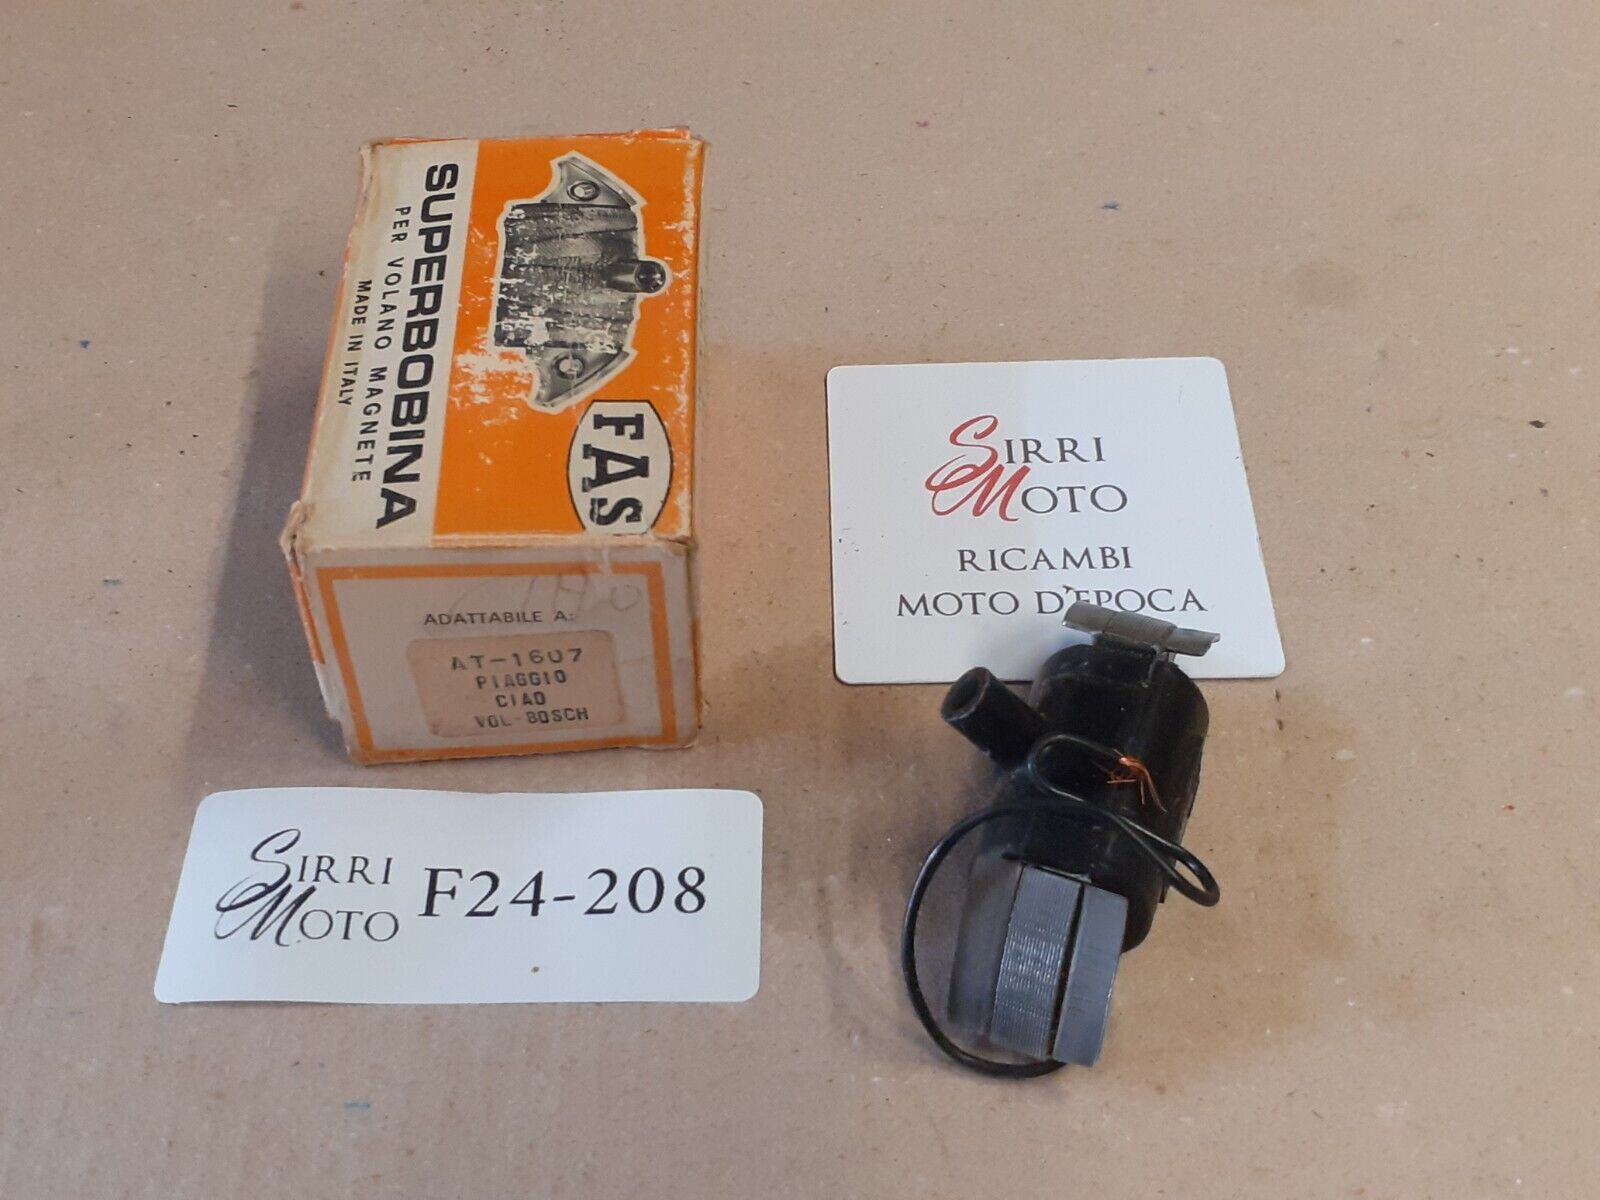 SUPERBOBINA
PER VOLANO MAGNETE
MADE IN ITALY
FAS
ADATTABILE A:
AT-1607
PIAGGIO
CIAO
VOL-BOSCH
SIRRI
MOTO
RICAMBI
MOTO D'EPOCA
SIRRI
MOTO
F24-208